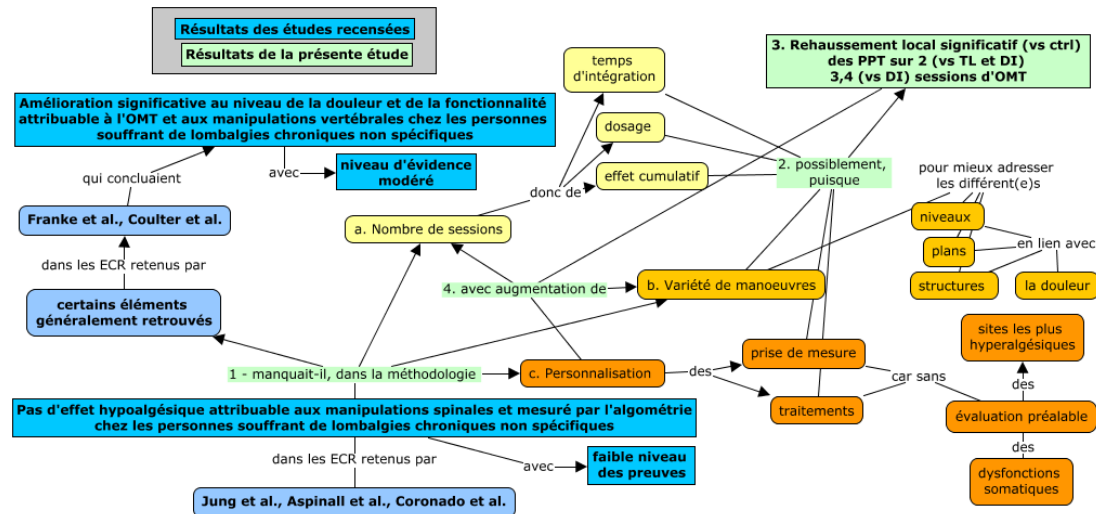 Résultats des études recensées
Résultats de la présente étude
temps
d'intégration
3. Rehaussement local significatif (vs ctrl)
des PPT sur 2 (vs TL et DI)
3,4 (vs DI) sessions d'OMT
Amélioration significative au niveau de la douleur et de la fonctionnalité
attribuable à l'OMT et aux manipulations vertébrales chez les personnes
souffrant de lombalgies chroniques non spécifiques
dosage
qui concluaient
avec
niveau d'évidence
modéré
donc de
effet cumulatif
2. possiblement,
puisque
pour mieux adresser
les différent(e)s
Franke et al., Coulter et al.
a. Nombre de sessions
niveaux
plans
en lien avec
structures
la douleur
dans les ECR retenus par
certains éléments
généralement retrouvés
4. avec augmentation de
b. Variété de manoeuvres
sites les plus
hyperalgésiques
1 - manquait-il, dans la méthodologie
c. Personnalisation
des
prise de mesure
traitements
car sans
des
évaluation préalable
des
dysfonctions
somatiques
Pas d'effet hypoalgésique attribuable aux manipulations spinales et mesuré par l'algométrie
chez les personnes souffrant de lombalgies chroniques non spécifiques
dans les ECR retenus par
avec
faible niveau
des preuves
Jung et al., Aspinall et al., Coronado et al.